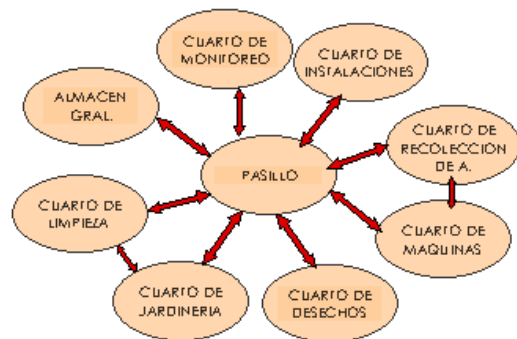 CUARTO DE
MONITOREO
CUARTO DE
INSTALACIONES
ALMACEN
GRAL.
CUARTO DE
RECOLECCIÓN
DE A.
PASILLO
CUARTO DE
LIMPIEZA
CUARTO DE
MAQUINAS
CUARTO DE
JARDINERIA
CUARTO DE
DESECHOS